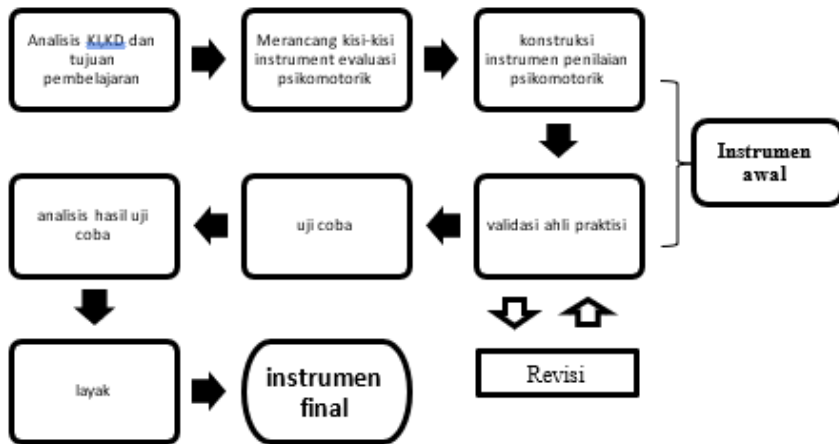 Analisis KI,KD dan
tujuan
pembelajaran
Merancang kisi-kisi
instrument evaluasi
psikomotorik
konstruksi
instrumen penilaian
psikomotorik
Instrumen
awal
analisis hasil uji
coba
uji coba
validasi ahli praktisi
layak
instrumen
final
Revisi